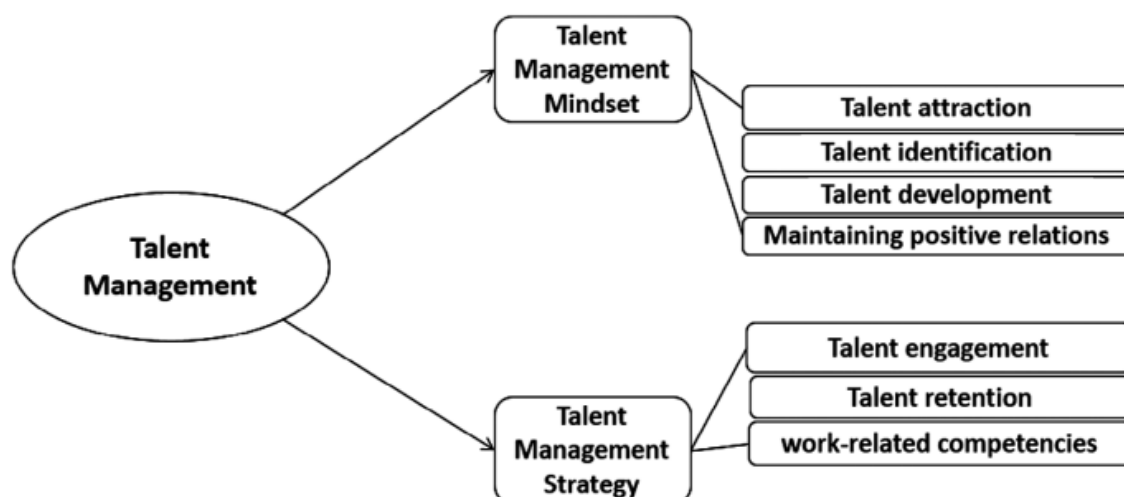 Talent
Management
Talent
Management
Mindset
Talent attraction
Talent identification
Talent development
Maintaining positive relations
Talent
Management
Strategy
Talent engagement
Talent retention
work-related competencies